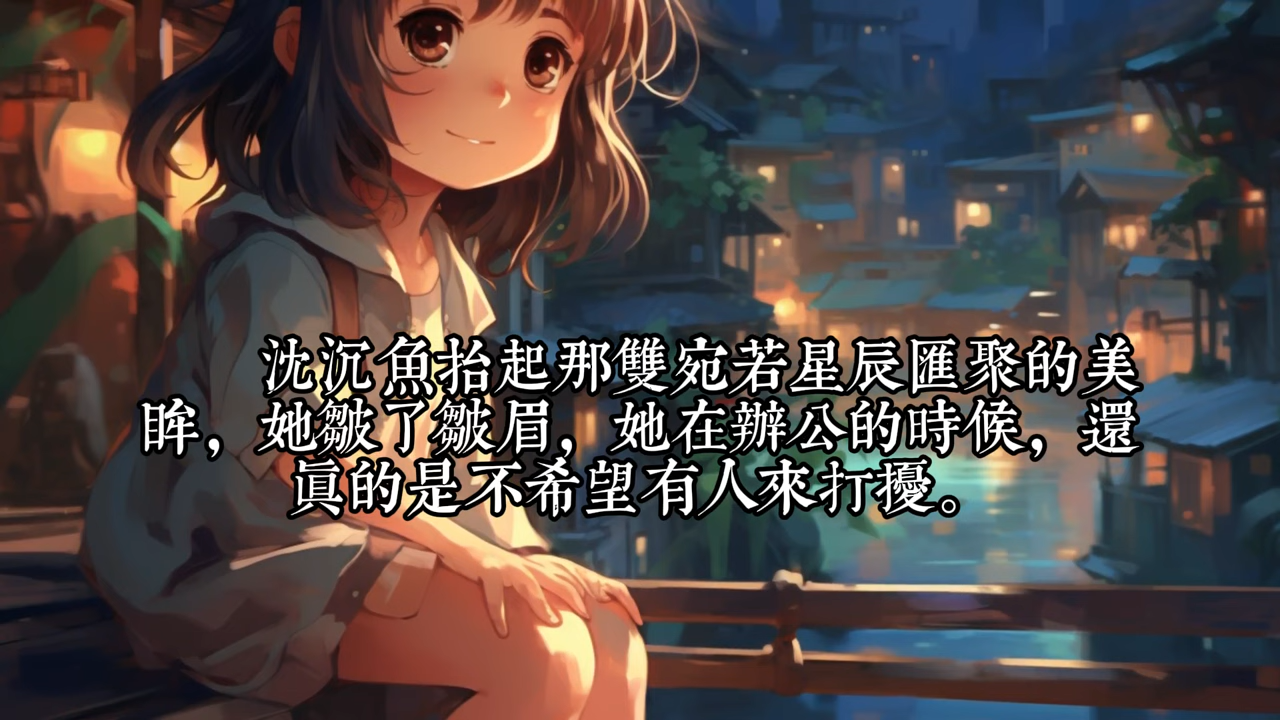 沈沉魚抬起那雙宛若星辰匯聚的美
眸，她皺了皺眉，她在辦公的時候，還
眞的是不希望有人來打擾。